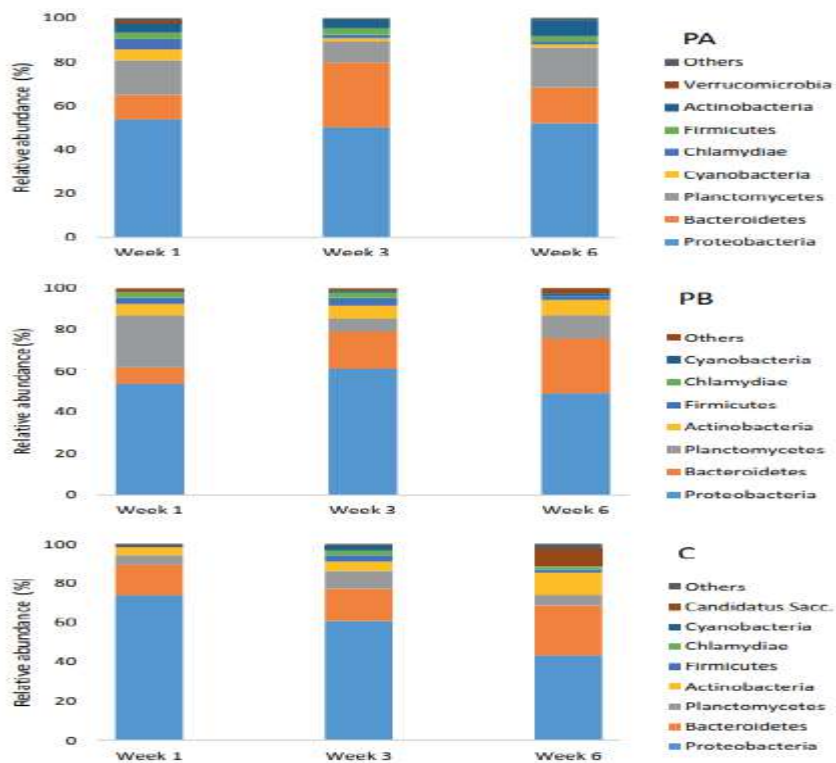 100
80
60
40
20
0
Relative abundance (%)
Week 1
Week 3
Week 6
PA
Others
Verrucomicrobia
Actinobacteria
Firmicutes
Chlamydiae
Cyanobacteria
Planctomycetes
Bacteroidetes
Proteobacteria
100
80
60
40
20
0
Relative abundance (%)
Week 1
Week 3
Week 6
PB
Others
Cyanobacteria
Chlamydiae
Firmicutes
Actinobacteria
Planctomycetes
Bacteroidetes
Proteobacteria
100
80
60
40
20
0
Relative abundance (%)
Week 1
Week 3
Week 6
C
Others
Candidatus Sacc.
Cyanobacteria
Chlamydiae
Firmicutes
Actinobacteria
Planctomycetes
Bacteroidetes
Proteobacteria